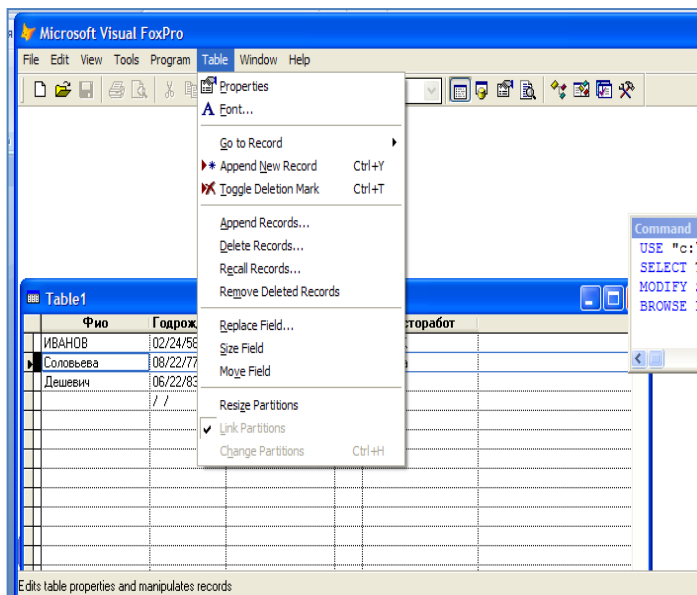 Microsoft Visual FoxPro
File Edit View Tools Program Table Window Help
Properties
Font...
Go to Record
Append New Record Ctrl+Y
Toggle Deletion Mark Ctrl+T
Append Records...
Delete Records...
Recall Records...
Remove Deleted Records
Replace Field...
Size Field
Move Field
Resize Partitions
Link Partitions
Change Partitions Ctrl+H
Command
USE "c:\
SELECT
MODIFY
BROWSE
Table1
Фио Годрож сторабот
ИВАНОВ 02/24/58
Соловьева 08/22/77
Дешевич 06/22/83
/ /
Edits table properties and manipulates records